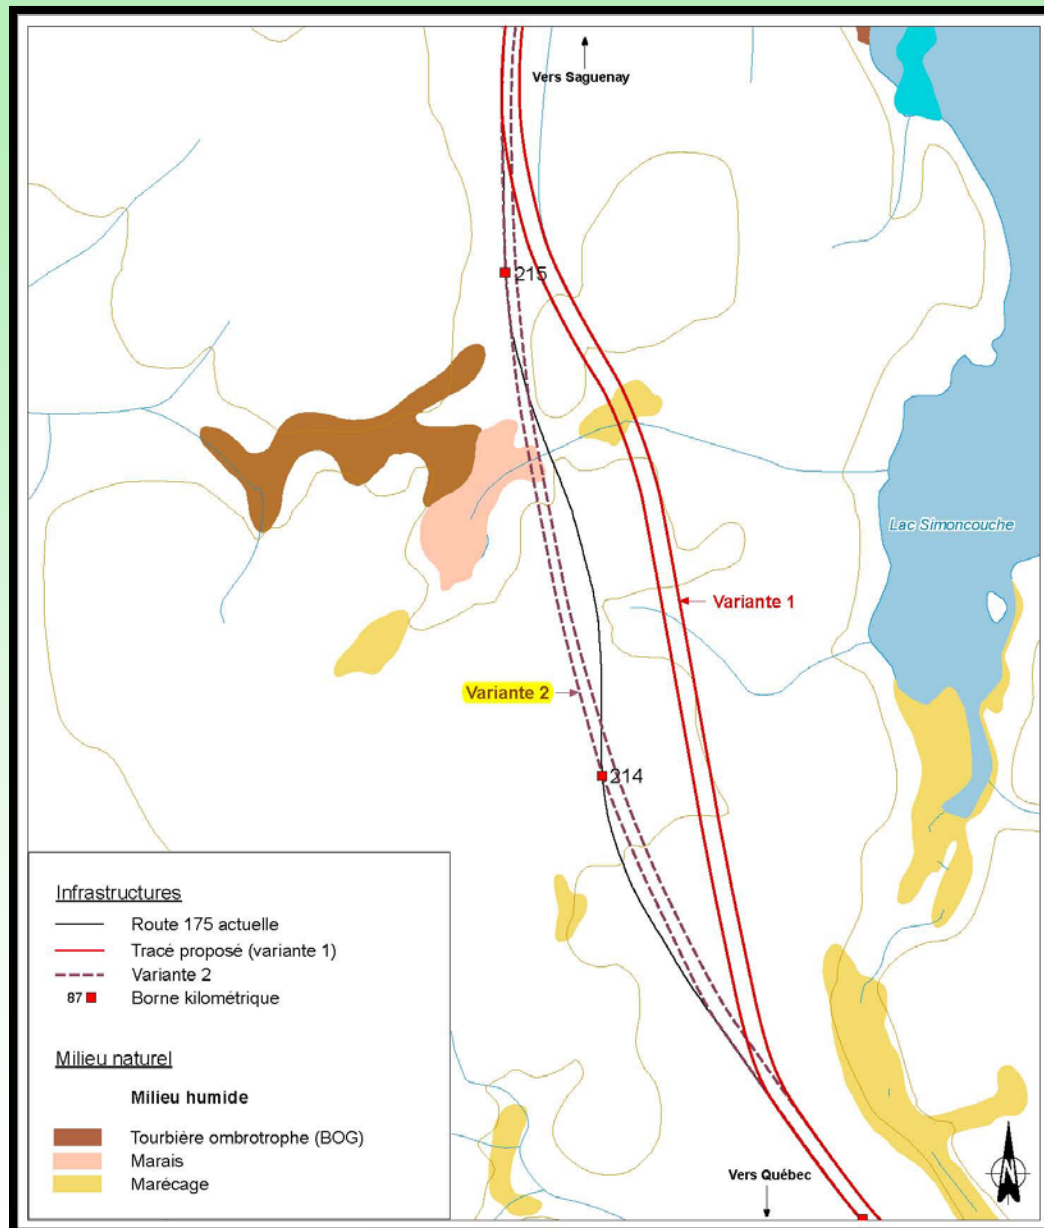 Vers Saguenay
215
Lac Simoncouche
Variante 1
Variante 2
214
Infrastructures
Route 175 actuelle
Tracé proposé (variante 1)
Variante 2
87 Borne kilométrique
Milieu naturel
Milieu humide
Tourbière ombrotrophe (BOG)
Marais
Marécage
Vers Québec
N